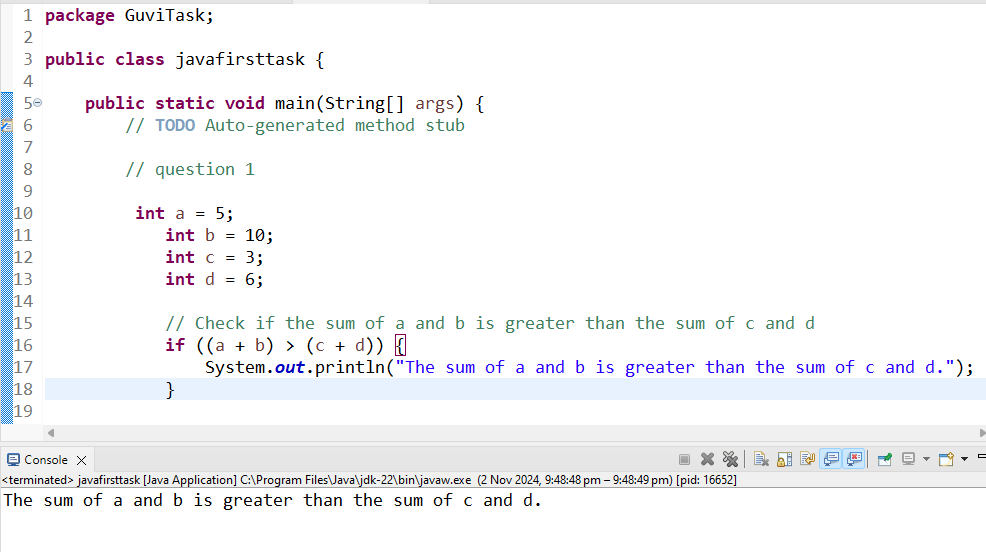 1 package GuviTask;
2
3 public class javafirsttask {
4
5 public static void main(String[] args) {
6 // TODO Auto-generated method stub
7
8 // question 1
9
10 int a = 5;
11 int b = 10;
12 int c = 3;
13 int d = 6;
14
15 // Check if the sum of a and b is greater than the sum of c and d
16 if ((a + b) > (c + d)) {
17 System.out.println("The sum of a and b is greater than the sum of c and d.");
18 }
19
Console
<terminated> javafirsttask [Java Application] C:\Program Files\Java\jdk-22\bin\javaw.exe (2 Nov 2024, 9:48:48 pm – 9:48:49 pm) [pid: 16652]
The sum of a and b is greater than the sum of c and d.